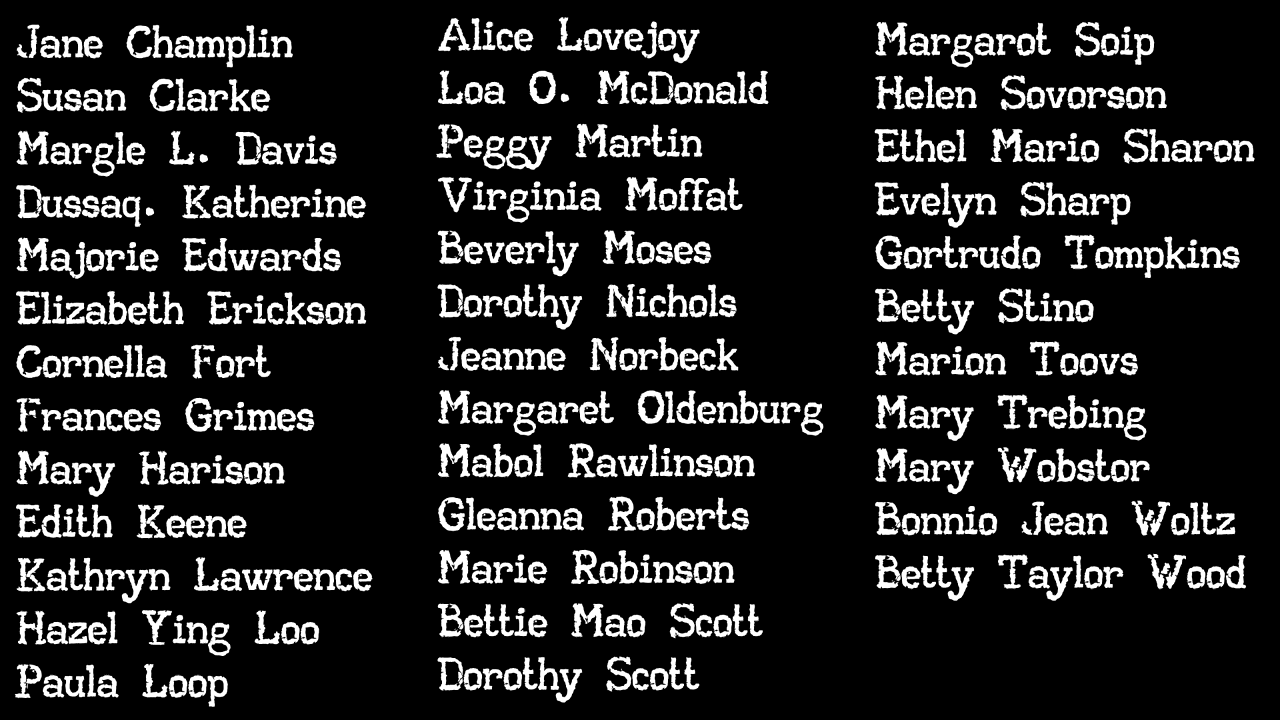 Jane Champlin
Susan Clarke
Margle L. Davis
Dussaq. Katherine
Majorie Edwards
Elizabeth Erickson
Cornella Fort
Frances Grimes
Mary Harison
Edith Keene
Kathryn Lawrence
Hazel Ying Loo
Paula Loop
Alice Lovejoy
Loa O. McDonald
Peggy Martin
Virginia Moffat
Beverly Moses
Dorothy Nichols
Jeanne Norbeck
Margaret Oldenburg
Mabol Rawlinson
Gleanna Roberts
Marie Robinson
Bettie Mao Scott
Dorothy Scott
Margarot Soip
Helen Sovorson
Ethel Mario Sharon
Evelyn Sharp
Gortrudo Tompkins
Betty Stino
Marion Toovs
Mary Trebing
Mary Wobstor
Bonnio Jean Woltz
Betty Taylor Wood